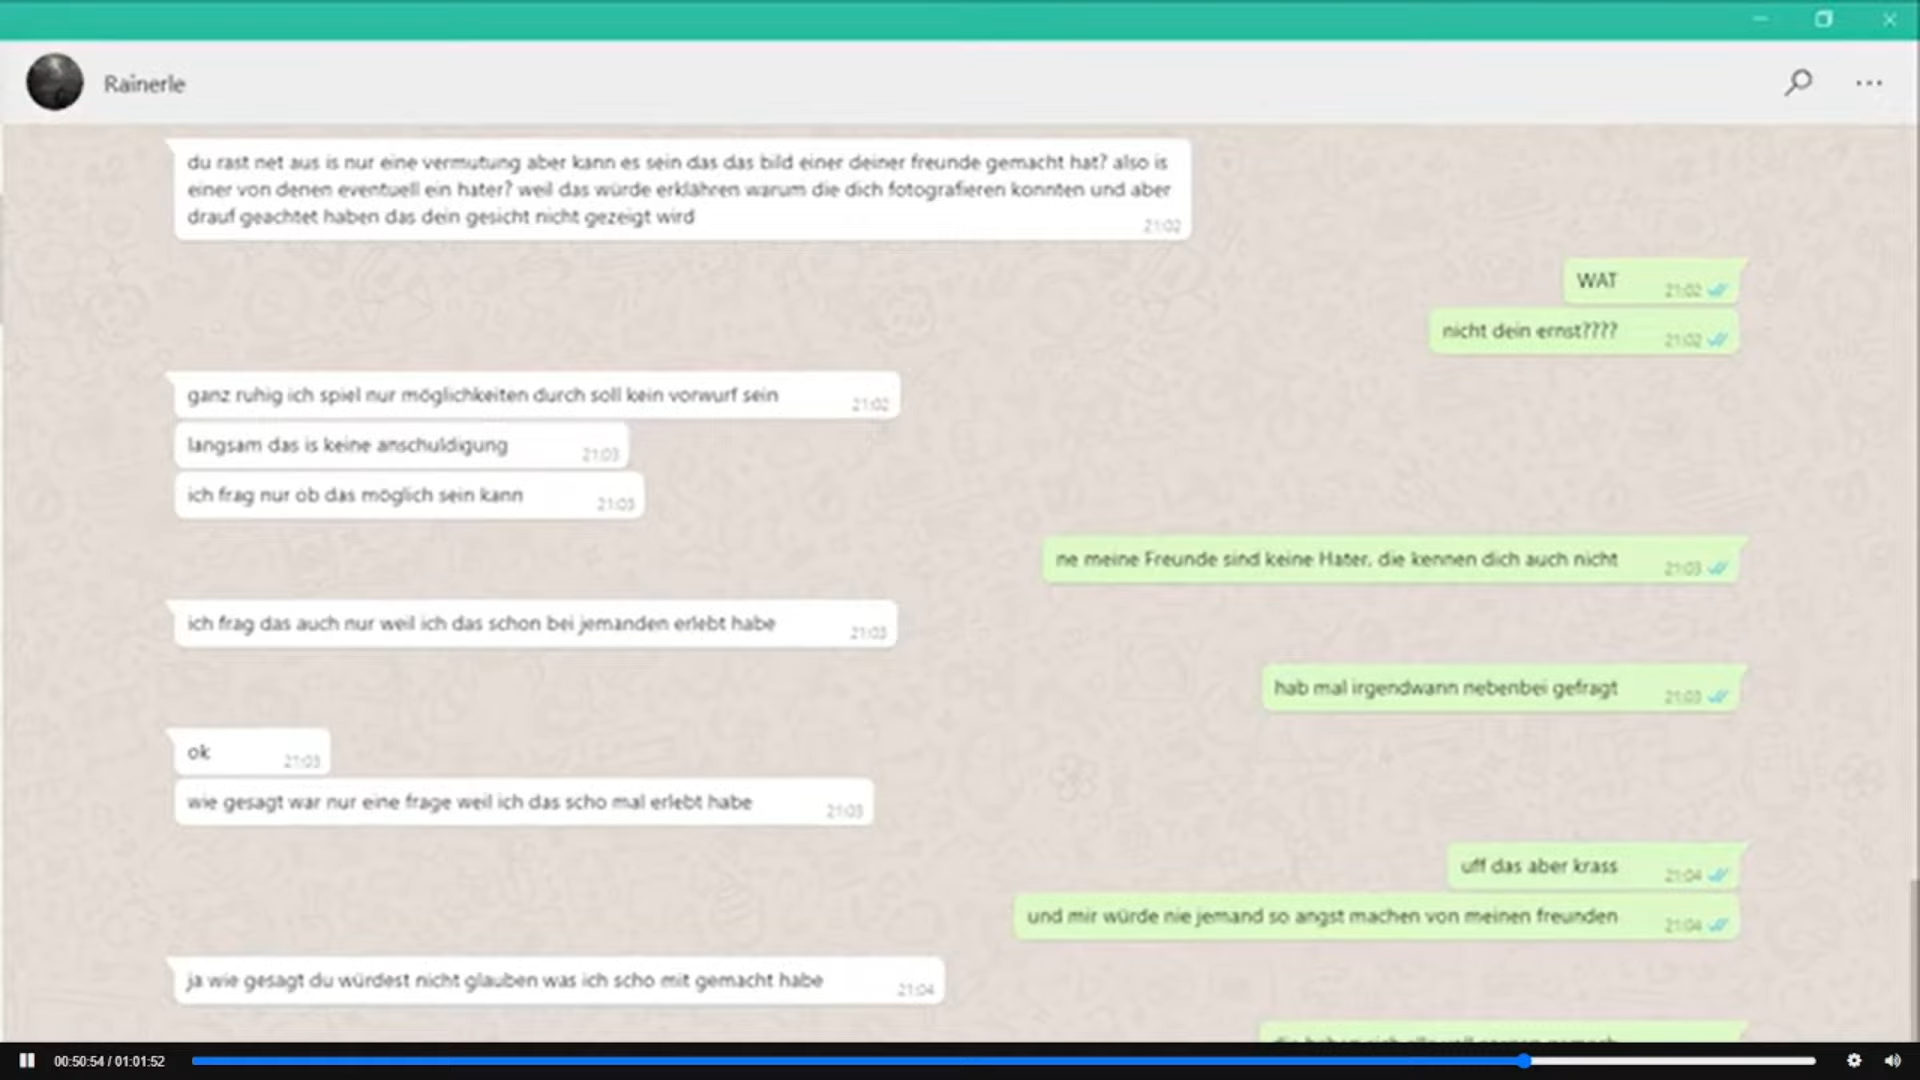 Rainerle
du rast net aus is nur eine vermutung aber kann es sein das das bild einer deiner freunde gemacht hat? also is
einer von denen eventuell ein hater? weil das würde erklähren warum die dich fotografieren konnten und aber
drauf geachtet haben das dein gesicht nicht gezeigt wird
21:02
WAT 21:02
nicht dein ernst???? 21:02
ganz ruhig ich spiel nur möglichkeiten durch soll kein vorwurf sein 21:02
langsam das is keine anschuldigung 21:03
ich frag nur ob das möglich sein kann 21:03
ne meine Freunde sind keine Hater, die kennen dich auch nicht 21:03
ich frag das auch nur weil ich das schon bei jemanden erlebt habe 21:03
hab mal irgendwann nebenbei gefragt 21:03
ok 21:03
wie gesagt war nur eine frage weil ich das scho mal erlebt habe 21:03
uff das aber krass 21:04
und mir würde nie jemand so angst machen von meinen freunden 21:04
ja wie gesagt du würdest nicht glauben was ich scho mit gemacht habe 21:04
00:50:54 / 01:01:52